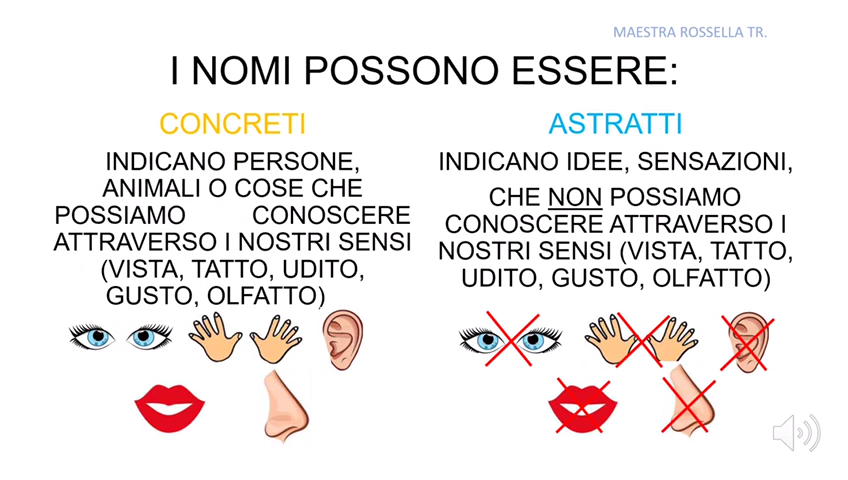 MAESTRA ROSSELLA TR.
I NOMI POSSONO ESSERE:
CONCRETI
INDICANO PERSONE,
ANIMALI O COSE CHE
POSSIAMO CONOSCERE
ATTRAVERSO I NOSTRI SENSI
(VISTA, TATTO, UDITO,
GUSTO, OLFATTO)
ASTRATTI
INDICANO IDEE, SENSAZIONI,
CHE NON POSSIAMO
CONOSCERE ATTRAVERSO I
NOSTRI SENSI (VISTA, TATTO,
UDITO, GUSTO, OLFATTO)